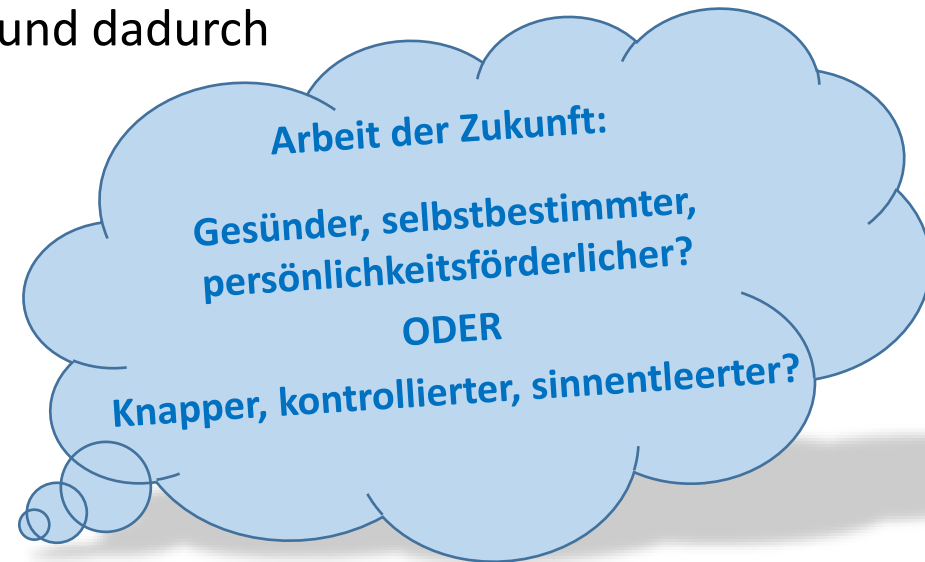 und dadurch
Arbeit der Zukunft:
Gesünder, selbstbestimmter,
persönlichkeitsförderlicher?
ODER
Knapper, kontrollierter, sinnentleerter?